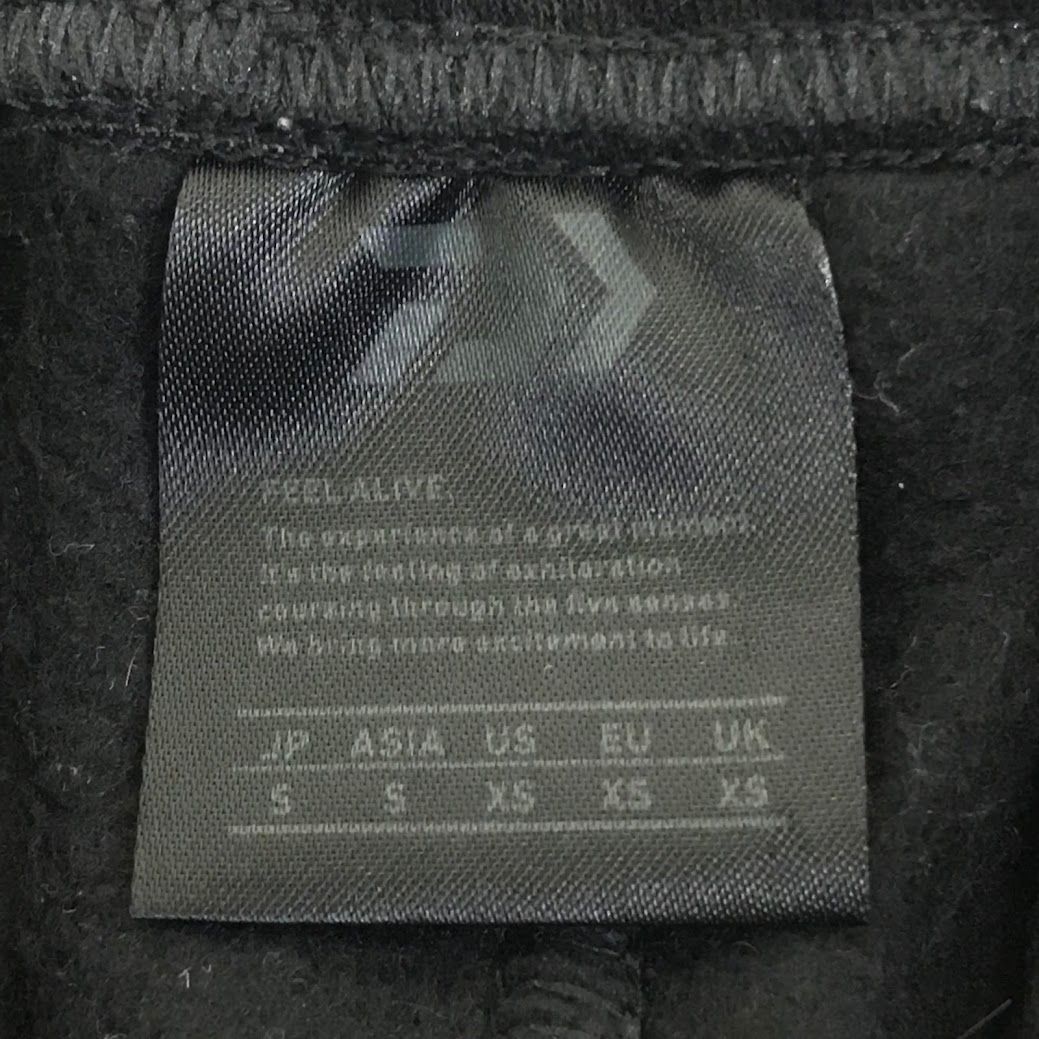 FEEL ALIVE.
The experience of a great moment.
It's the feeling of exhilaration
coursing through the five senses.
We bring more excitement to life.
JP ASIA US EU UK
S S XS XS XS